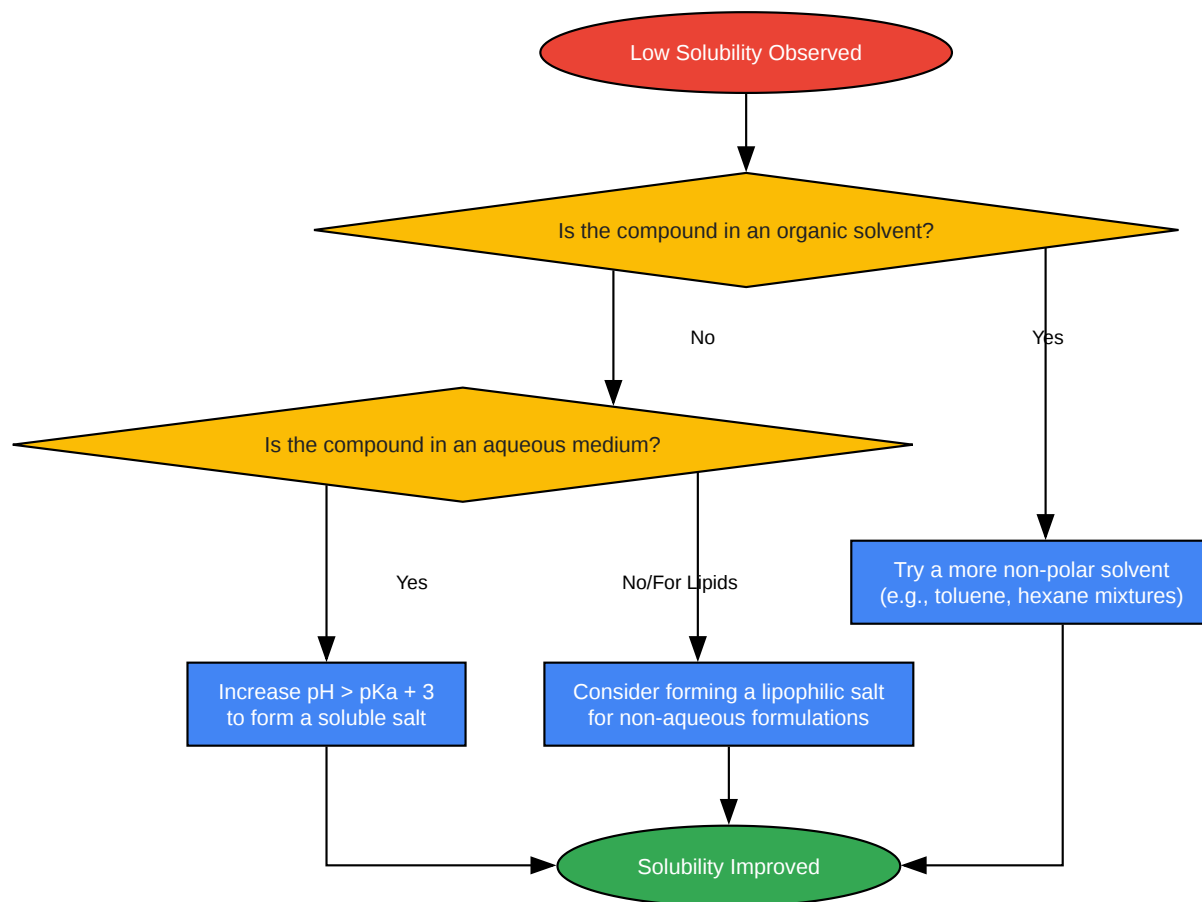 Low Solubility Observed
Is the compound in an organic solvent?
No
Yes
Is the compound in an aqueous medium?
Yes
No/For Lipids
Try a more non-polar solvent
(e.g., toluene, hexane mixtures)
Increase pH > pKa + 3
to form a soluble salt
Consider forming a lipophilic salt
for non-aqueous formulations
Solubility Improved